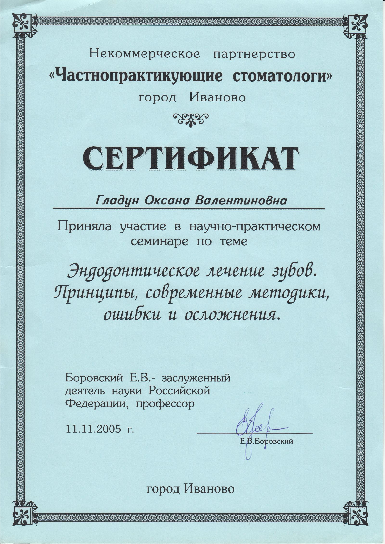 Некоммерческое партнерство
«Частнопрактикующие стоматологи»
город Иваново
СЕРТИФИКАТ
Гладун Оксана Валентиновна
Приняла участие в научно-практическом
семинаре по теме
Эндодонтическое лечение зубов.
Принципы, современные методики,
ошибки и осложнения.
Боровский Е.В.- заслуженный
деятель науки Российской
Федерации, профессор
11.11.2005 г.
Е.В.Боровский
город Иваново